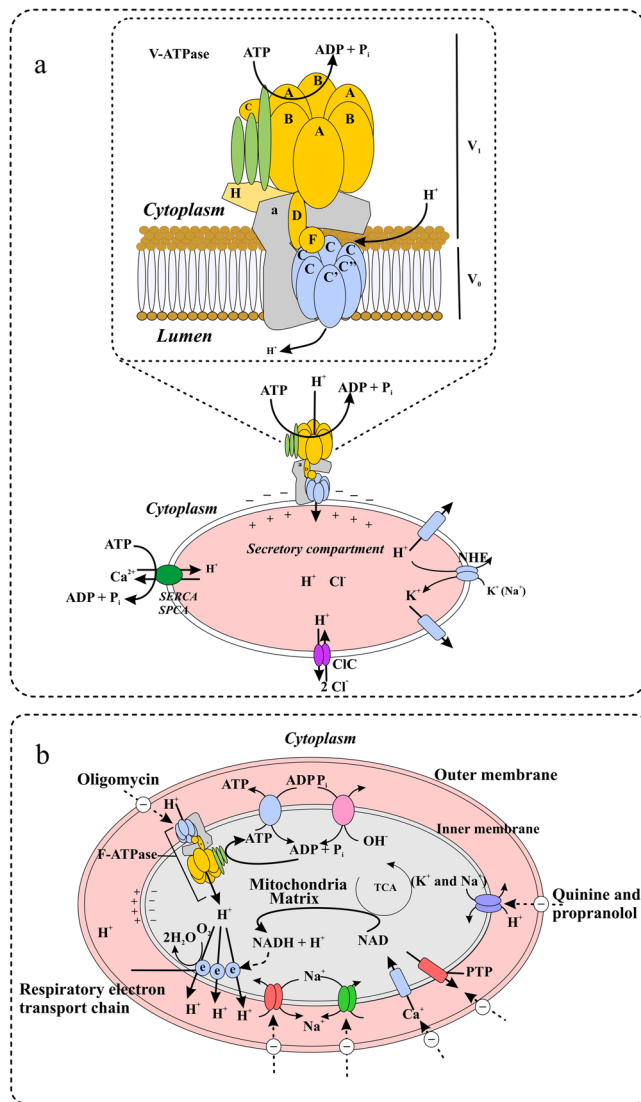 a
V-ATPase
ATP
ADP + Pi
B
A
A
C
B
B
A
V1
H
a
H⁺
Cytoplasm
D
F
C
C
C
C
C''
C'
V0
Lumen
H⁺
H⁺
ATP
ADP + Pi
a
D
Cytoplasm
− − − − − −
+ + + + + +
ATP
Secretory compartment
H⁺
NHE
H⁺
Ca²⁺
ADP + Pi
SERCA
SPCA
H⁺ Cl⁻
K⁺
K⁺ (Na⁺)
H⁺
ClC
2 Cl⁻
b
Cytoplasm
Oligomycin
ATP
ADP Pi
Outer membrane
−
H⁺
Inner membrane
F-ATPase
ATP
OH⁻
ADP + Pi
Mitochondria
Matrix
TCA
(K⁺ and Na⁺)
+ −
+ −
+ −
+ −
Quinine and
propranolol
−
H⁺
H⁺
H⁺
O₂
2H₂O
NADH + H⁺
NAD
e e e
Na⁺
PTP
Respiratory electron
transport chain
H⁺ H⁺ H⁺
Na⁺
Ca⁺
−
−
−
−